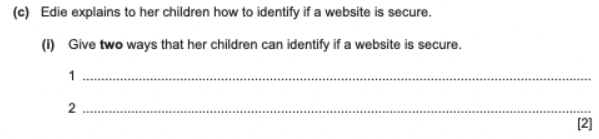 (c) Edie explains to her children how to identify if a website is secure.
(i) Give two ways that her children can identify if a website is secure.
1 ..............................................................................................................................
2 ..............................................................................................................................
[2]